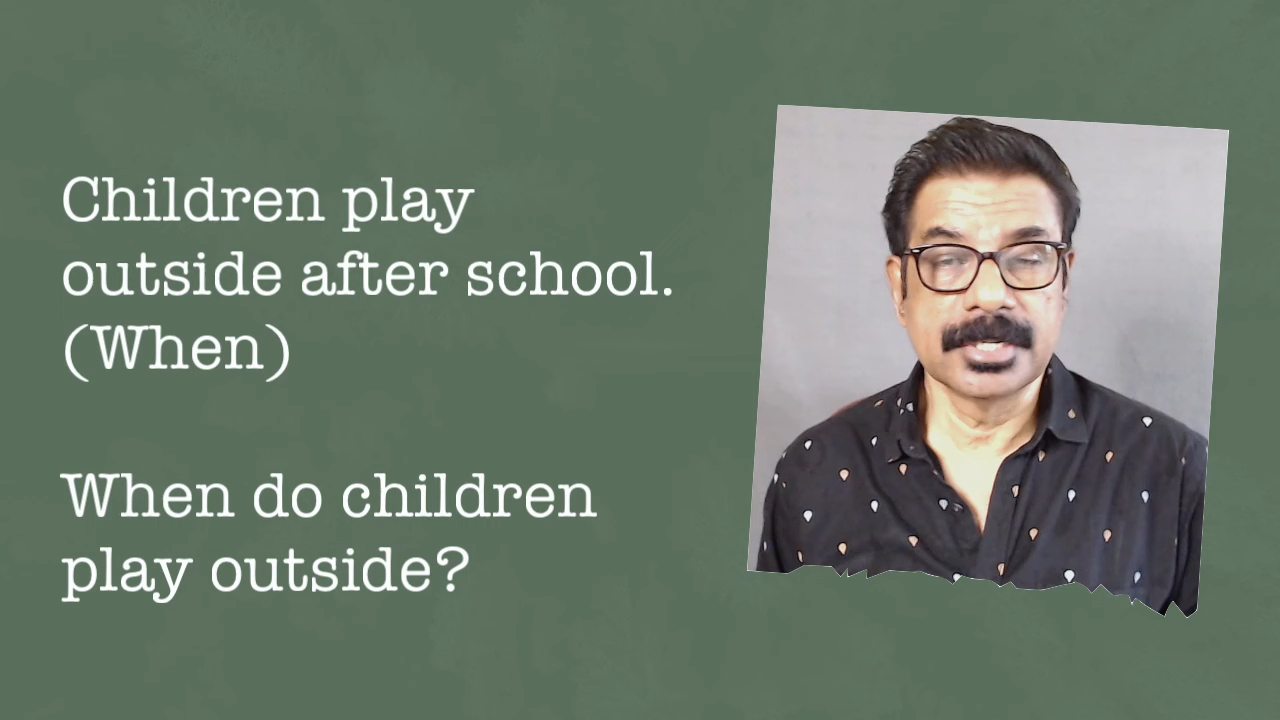 Children play
outside after school.
(When)
When do children
play outside?